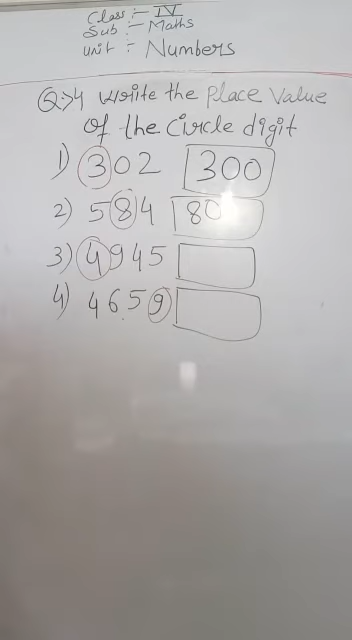 Class :- IV
Sub :- Maths
Unit :- Numbers
Q:→4 Write the Place Value
of the Circle digit
1) 302 300
2) 584 80
3) 4945
4) 4659